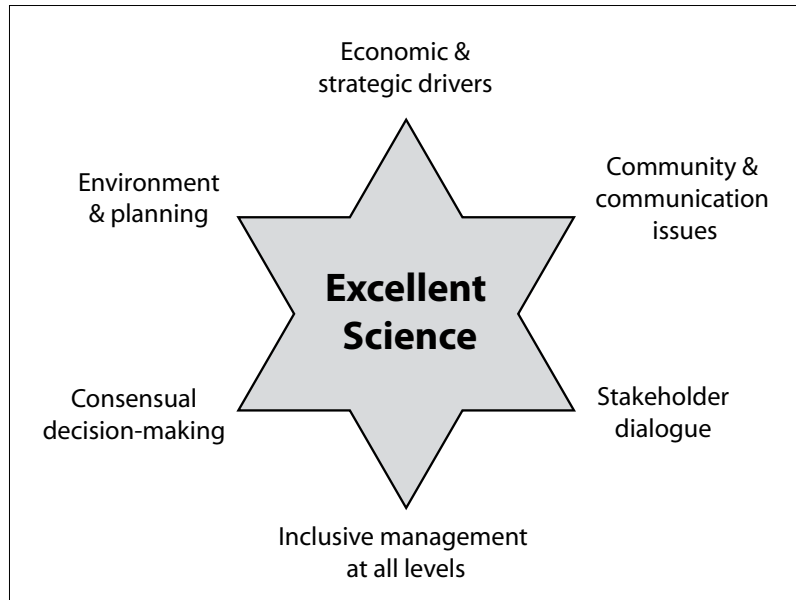 Economic &
strategic drivers
Environment
& planning
Community &
communication
issues
Excellent
Science
Consensual
decision-making
Stakeholder
dialogue
Inclusive management
at all levels